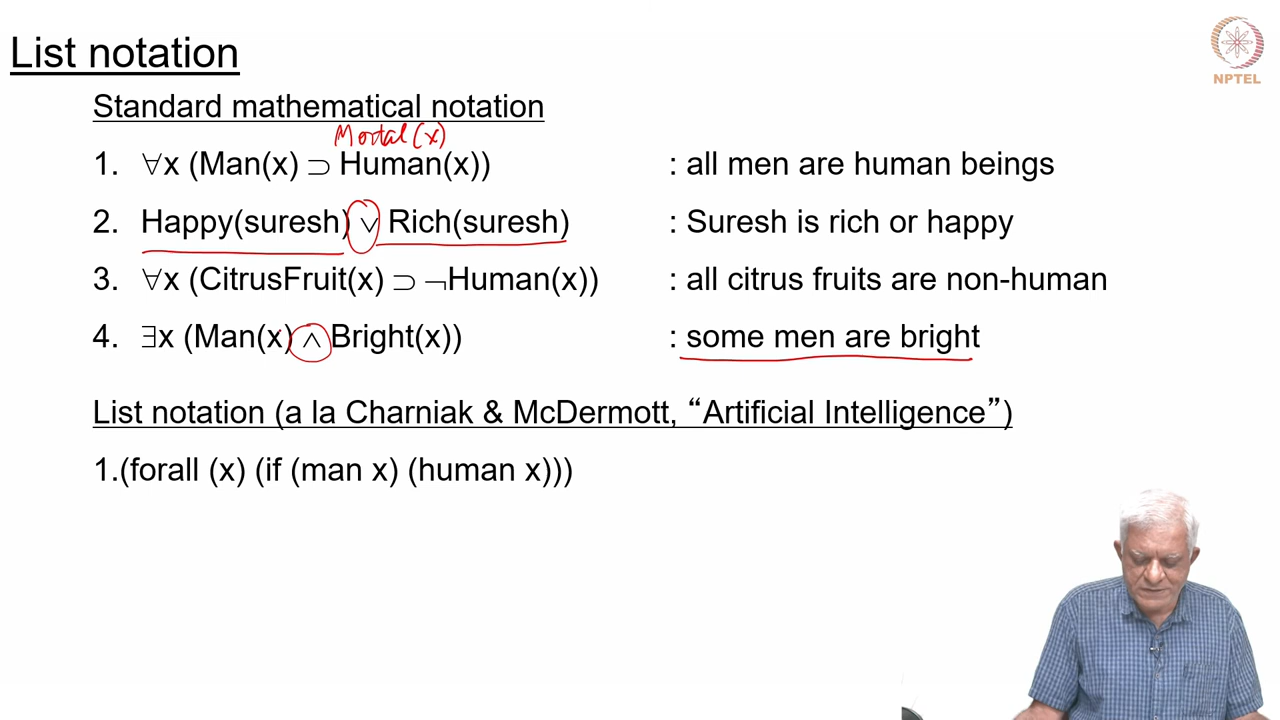 List notation
NPTEL
Standard mathematical notation
Mortal(x)
1. ∀x (Man(x) ⊃ Human(x)) : all men are human beings
2. Happy(suresh) ∨ Rich(suresh) : Suresh is rich or happy
3. ∀x (CitrusFruit(x) ⊃ ¬Human(x)) : all citrus fruits are non-human
4. ∃x (Man(x) ∧ Bright(x)) : some men are bright
List notation (a la Charniak & McDermott, “Artificial Intelligence”)
1.(forall (x) (if (man x) (human x)))